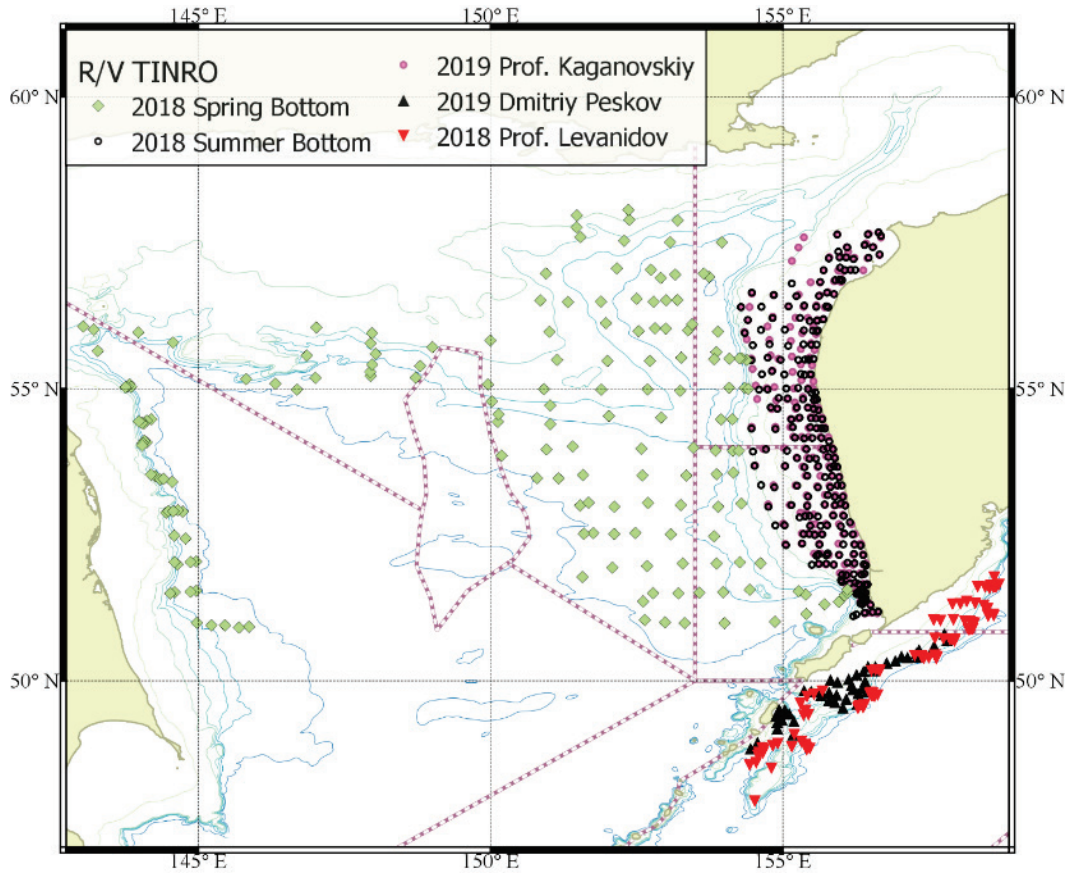 145° E 150° E 155° E
R/V TINRO
2018 Spring Bottom
2018 Summer Bottom
2019 Prof. Kaganovskiy
2019 Dmitriy Peskov
2018 Prof. Levanidov
60° N 60° N
55° N 55° N
50° N 50° N
145° E 150° E 155° E